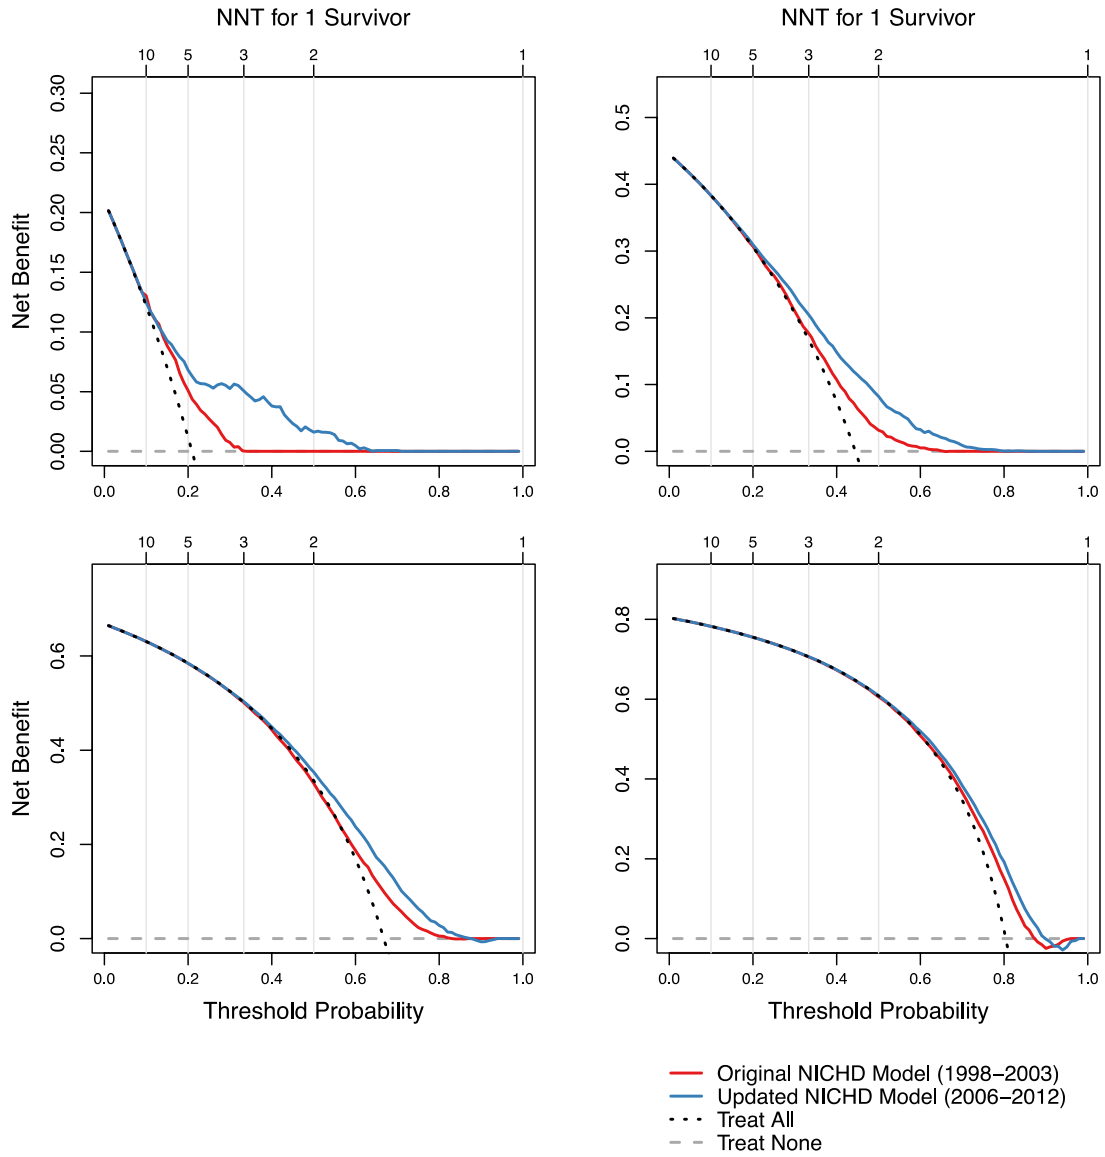 NNT for 1 Survivor
NNT for 1 Survivor
10 5 3 2 1
10 5 3 2 1
Net Benefit
0.30
0.25
0.20
0.15
0.10
0.05
0.00
0.0 0.2 0.4 0.6 0.8 1.0
0.5
0.4
0.3
0.2
0.1
0.0
0.0 0.2 0.4 0.6 0.8 1.0
10 5 3 2 1
10 5 3 2 1
Net Benefit
0.6
0.4
0.2
0.0
0.0 0.2 0.4 0.6 0.8 1.0
Threshold Probability
0.8
0.6
0.4
0.2
0.0
0.0 0.2 0.4 0.6 0.8 1.0
Threshold Probability
Original NICHD Model (1998−2003)
Updated NICHD Model (2006−2012)
Treat All
Treat None